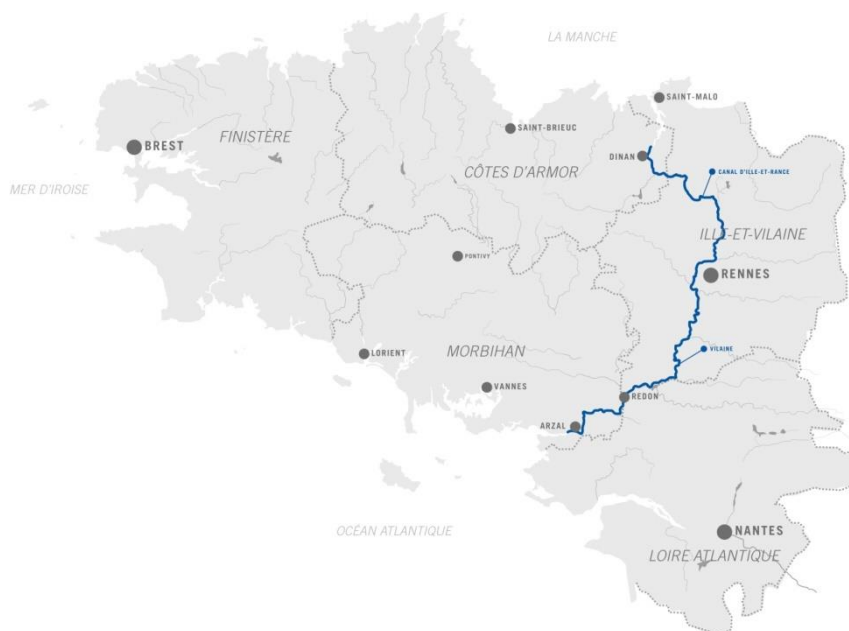 LA MANCHE
SAINT-MALO
SAINT-BRIEUC
BREST
FINISTÈRE
DINAN
CÔTES D'ARMOR
CANAL D'ILLE-ET-RANCE
MER D'IROISE
ILLE-ET-VILAINE
PONTIVY
RENNES
LORIENT
MORBIHAN
VILAINE
VANNES
REDON
ARZAL
OCÉAN ATLANTIQUE
NANTES
LOIRE ATLANTIQUE